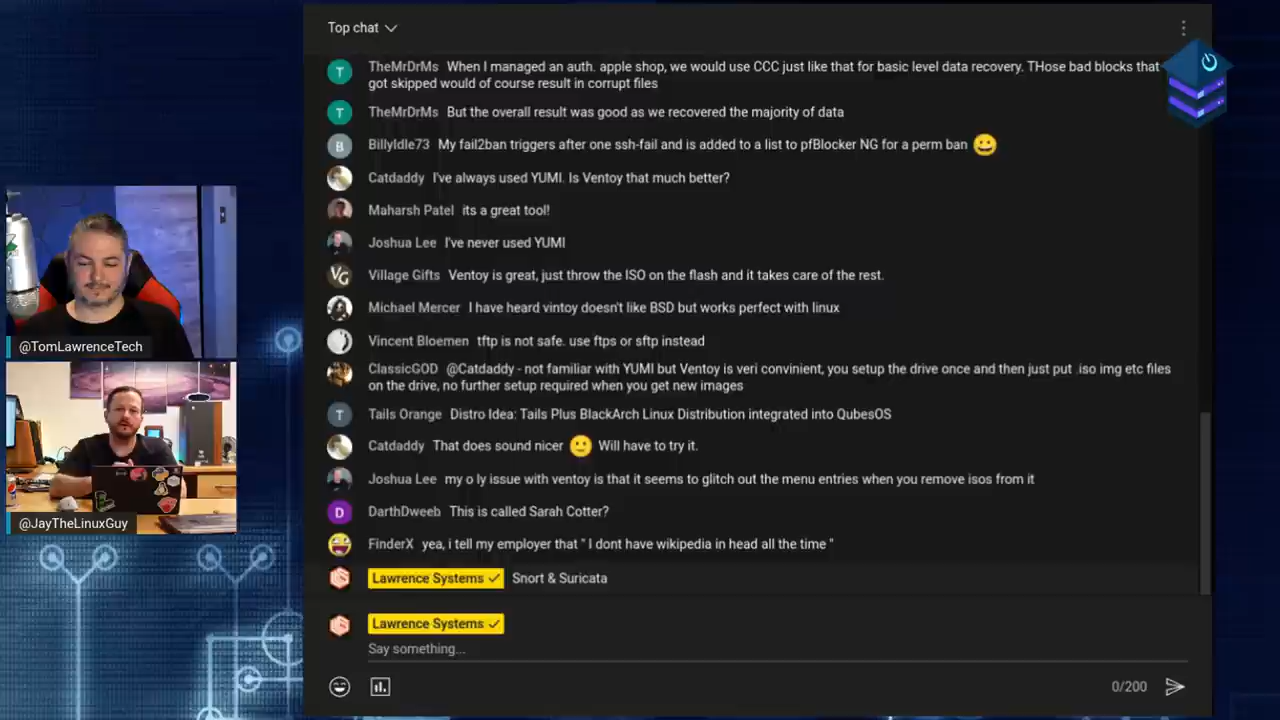 Top chat
TheMrDrMs When I managed an auth. apple shop, we would use CCC just like that for basic level data recovery. THose bad blocks that
got skipped would of course result in corrupt files
TheMrDrMs But the overall result was good as we recovered the majority of data
BillyIdle73 My fail2ban triggers after one ssh-fail and is added to a list to pfBlocker NG for a perm ban
Catdaddy I've always used YUMI. Is Ventoy that much better?
Maharsh Patel its a great tool!
Joshua Lee I've never used YUMI
Village Gifts Ventoy is great, just throw the ISO on the flash and it takes care of the rest.
Michael Mercer I have heard vintoy doesn't like BSD but works perfect with linux
Vincent Bloemen tftp is not safe. use ftps or sftp instead
ClassicGOD @Catdaddy - not familiar with YUMI but Ventoy is veri convinient, you setup the drive once and then just put .iso img etc files
on the drive, no further setup required when you get new images
Tails Orange Distro Idea: Tails Plus BlackArch Linux Distribution integrated into QubesOS
Catdaddy That does sound nicer Will have to try it.
Joshua Lee my o ly issue with ventoy is that it seems to glitch out the menu entries when you remove isos from it
DarthDweeb This is called Sarah Cotter?
FinderX yea, i tell my employer that " I dont have wikipedia in head all the time "
Lawrence Systems Snort & Suricata
Lawrence Systems
Say something...
0/200
@TomLawrenceTech
@JayTheLinuxGuy
T
T
B
VG
T
D